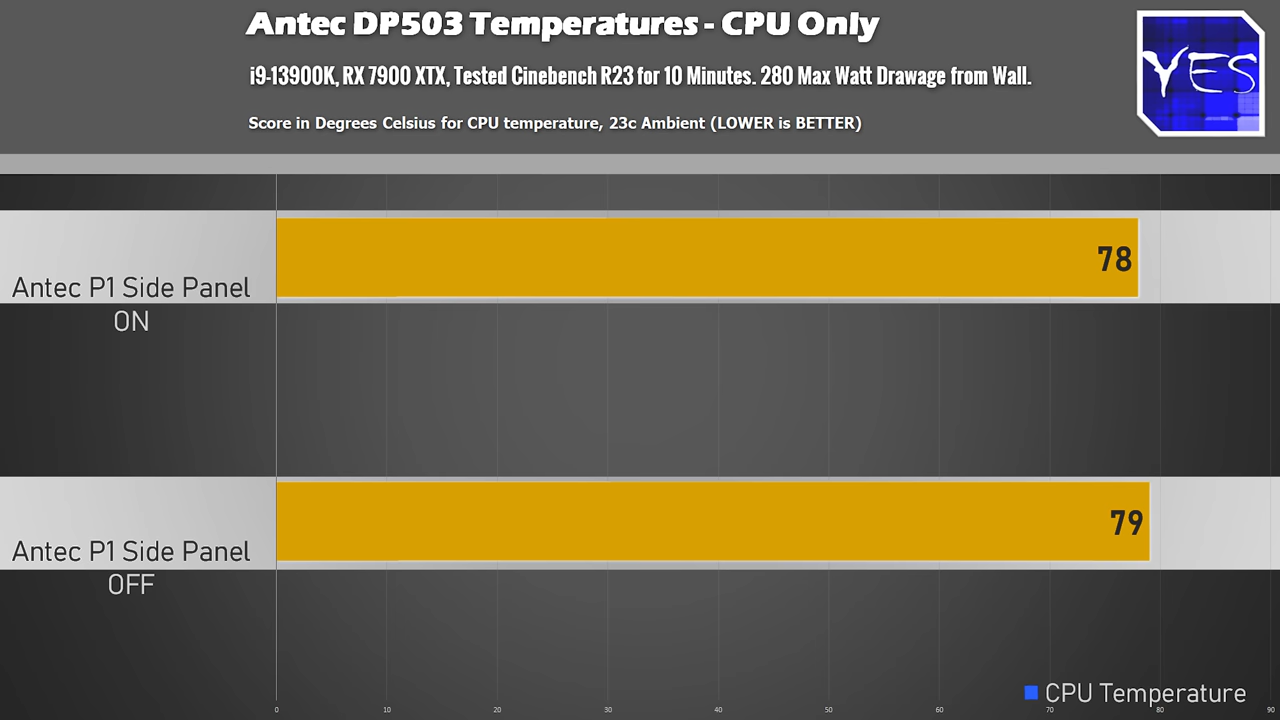 Antec DP503 Temperatures - CPU Only
i9-13900K, RX 7900 XTX, Tested Cinebench R23 for 10 Minutes. 280 Max Watt Drawage from Wall.
Score in Degrees Celsius for CPU temperature, 23c Ambient (LOWER is BETTER)
YES
78
Antec P1 Side Panel
ON
79
Antec P1 Side Panel
OFF
CPU Temperature
0 10 20 30 40 50 60 70 80 90